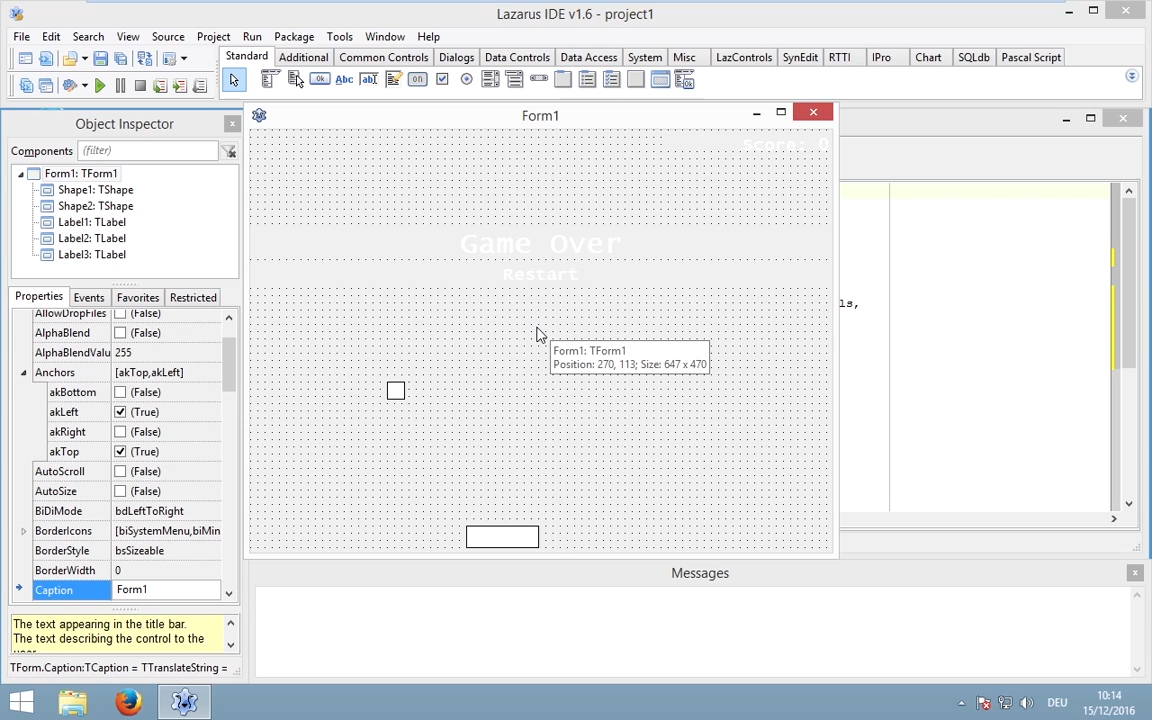 Lazarus IDE v1.6 - project1
File Edit Search View Source Project Run Package Tools Window Help
Standard Additional Common Controls Dialogs Data Controls Data Access System Misc LazControls SynEdit RTTI IPro Chart SQLdb Pascal Script
Ok Abc ab on Ok
Object Inspector
Form1
Components (filter)
Form1: TForm1
Shape1: TShape
Shape2: TShape
Label1: TLabel
Label2: TLabel
Label3: TLabel
Score: 0
Game Over
Restart
Properties Events Favorites Restricted
AllowDropFiles (False)
AlphaBlend (False)
AlphaBlendValu 255
Anchors [akTop,akLeft]
akBottom (False)
akLeft (True)
akRight (False)
akTop (True)
AutoScroll (False)
AutoSize (False)
BiDiMode bdLeftToRight
BorderIcons [biSystemMenu,biMin
BorderStyle bsSizeable
BorderWidth 0
Caption Form1
ls,
Form1: TForm1
Position: 270, 113; Size: 647 x 470
Messages
The text appearing in the title bar.
The text describing the control to the
TForm.Caption:TCaption = TTranslateString =
DEU
10:14
15/12/2016